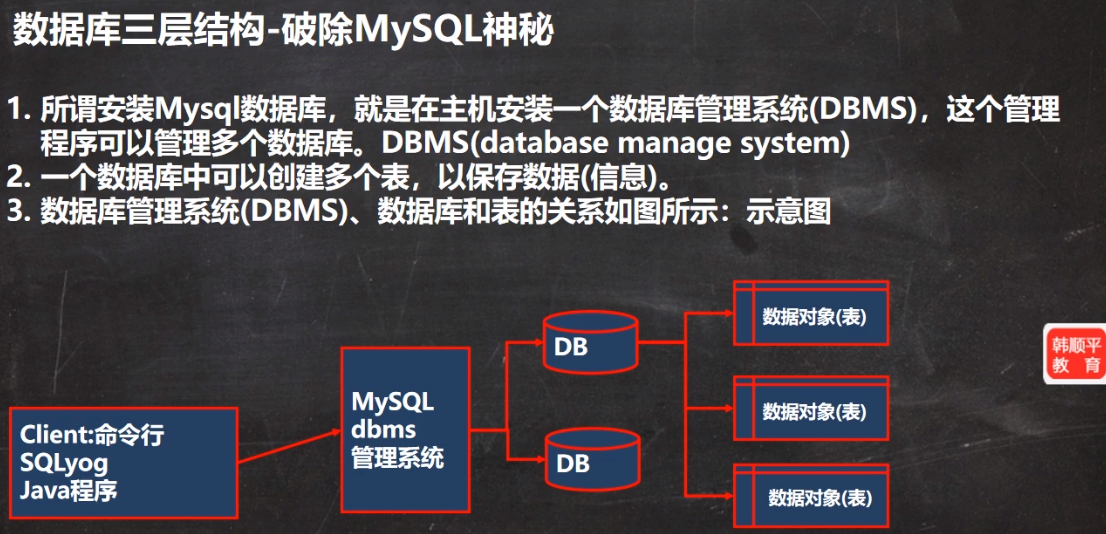 数据库三层结构-破除MySQL神秘
1. 所谓安装Mysql数据库，就是在主机安装一个数据库管理系统(DBMS)，这个管理
程序可以管理多个数据库。DBMS(database manage system)
2. 一个数据库中可以创建多个表，以保存数据(信息)。
3. 数据库管理系统(DBMS)、数据库和表的关系如图所示：示意图
Client:命令行
SQLyog
Java程序
MySQL
dbms
管理系统
DB
DB
数据对象(表)
数据对象(表)
数据对象(表)
韩顺平
教 育